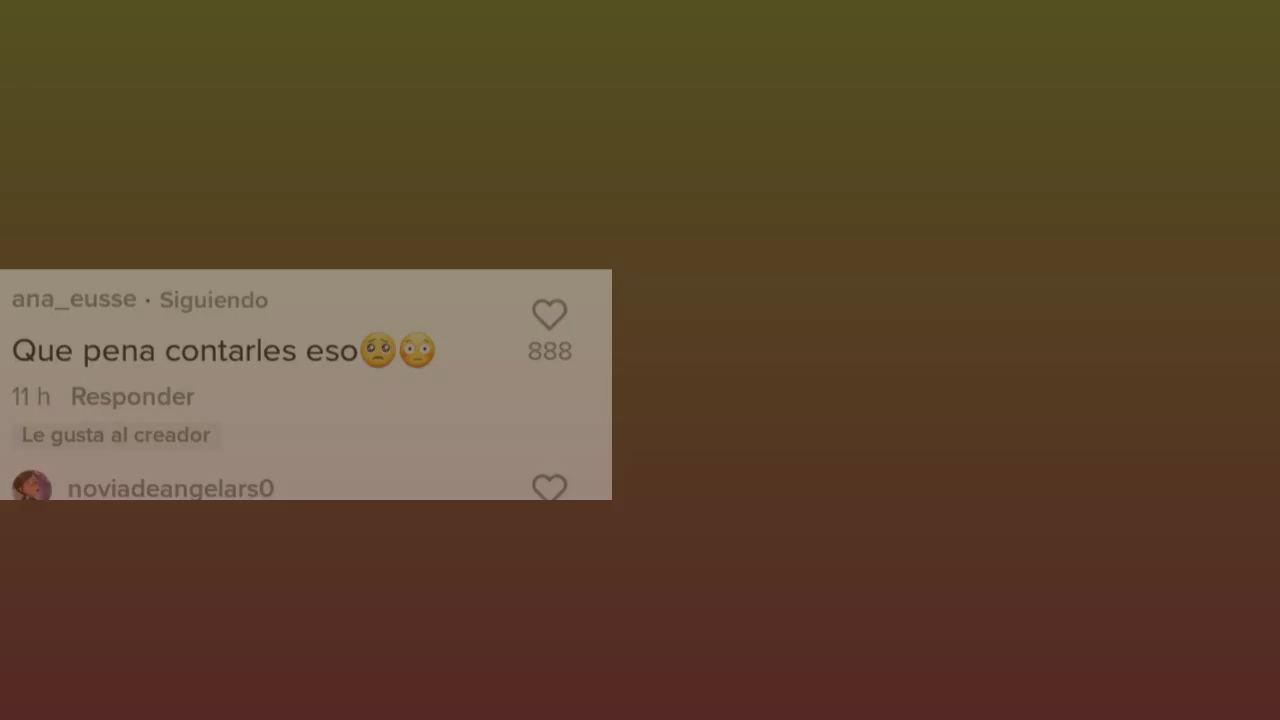 ana_eusse · Siguiendo
Que pena contarles eso🥺😳
888
11 h Responder
Le gusta al creador
noviadeangelars0